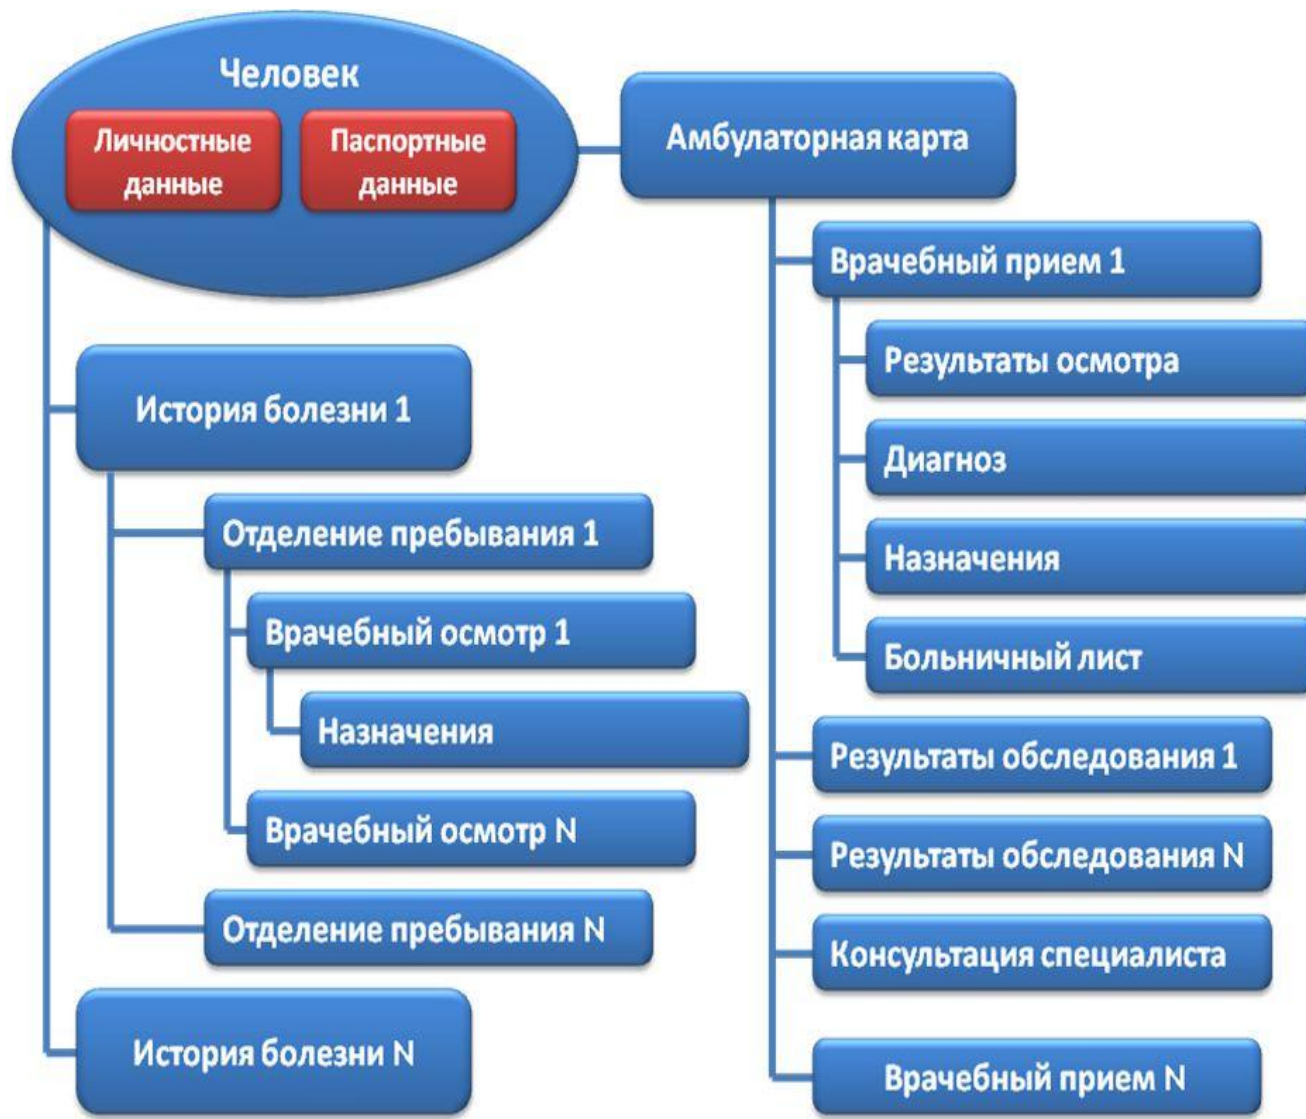 Человек
Личностные
данные
Паспортные
данные
Амбулаторная карта
Врачебный прием 1
Результаты осмотра
Диагноз
Назначения
Больничный лист
Результаты обследования 1
Результаты обследования N
Консультация специалиста
Врачебный прием N
История болезни 1
Отделение пребывания 1
Врачебный осмотр 1
Назначения
Врачебный осмотр N
Отделение пребывания N
История болезни N